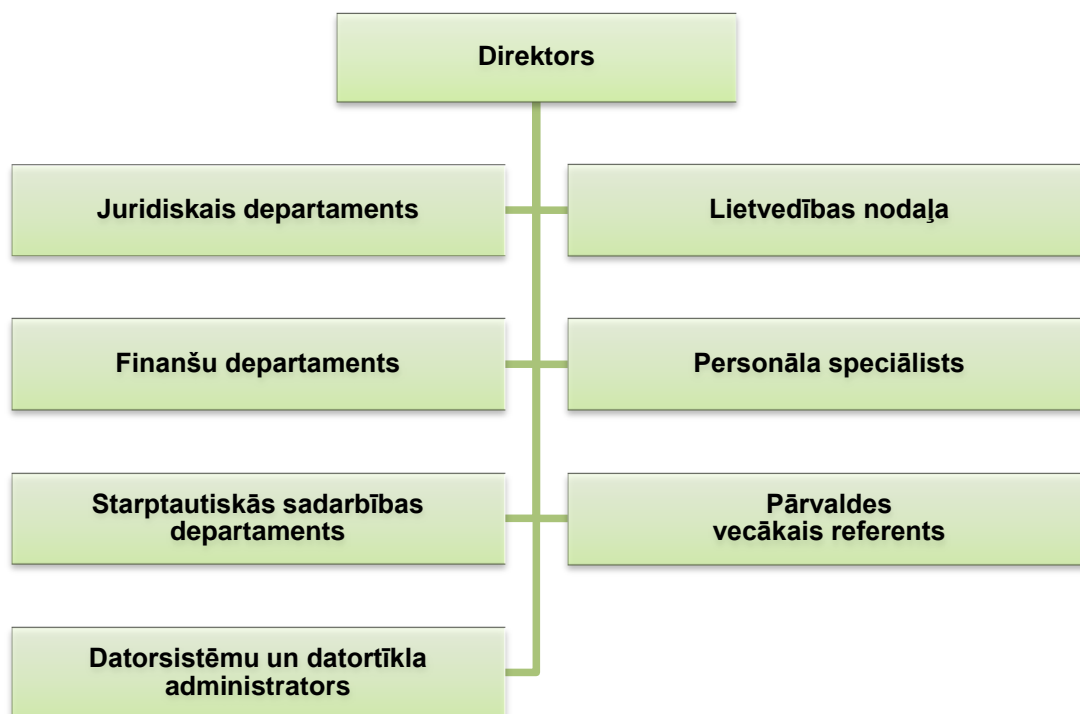 Direktors
Juridiskais departaments
Lietvedības nodaļa
Finanšu departaments
Personāla speciālists
Starptautiskās sadarbības
departaments
Pārvaldes
vecākais referents
Datorsistēmu un datortīkla
administrators